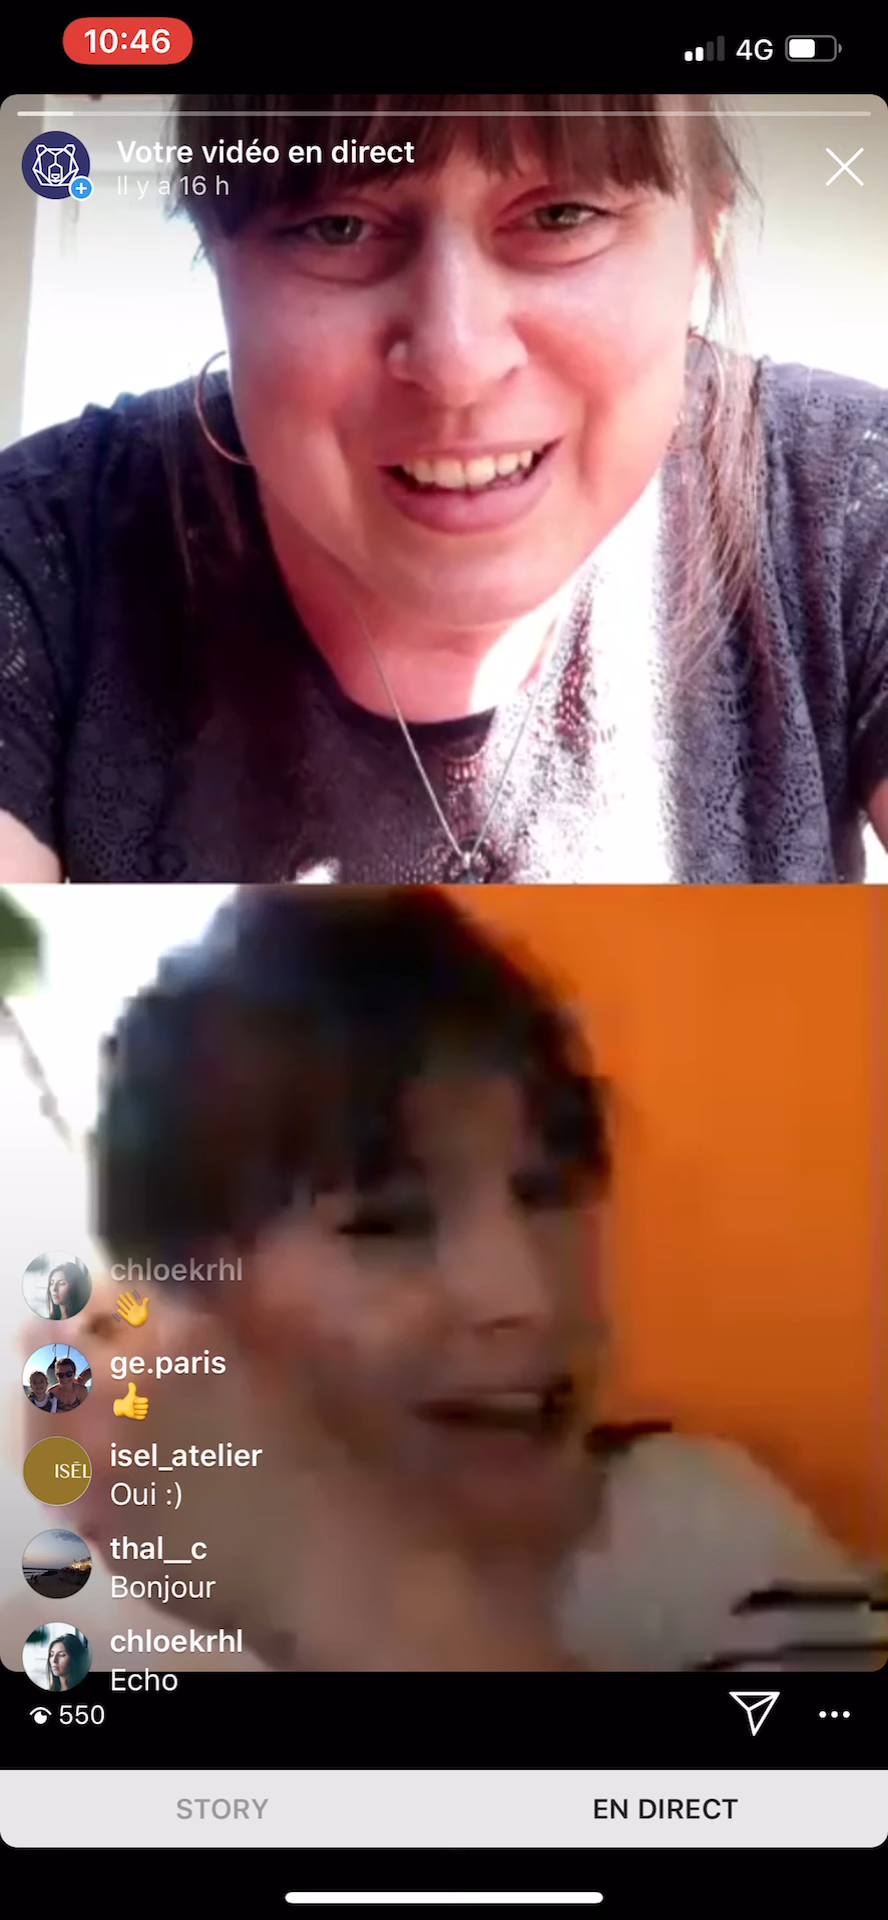 10:46
4G
Votre vidéo en direct
Il y a 16 h
chloekrhl
👋
ge.paris
👍
ISĒL
isel_atelier
Oui :)
thal__c
Bonjour
chloekrhl
Echo
550
STORY
EN DIRECT